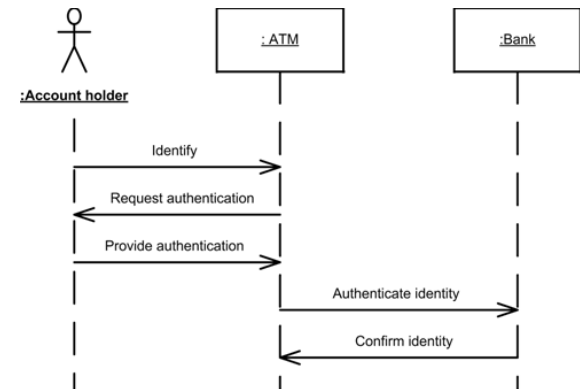 : ATM
:Bank
:Account holder
Identify
Request authentication
Provide authentication
Authenticate identity
Confirm identity